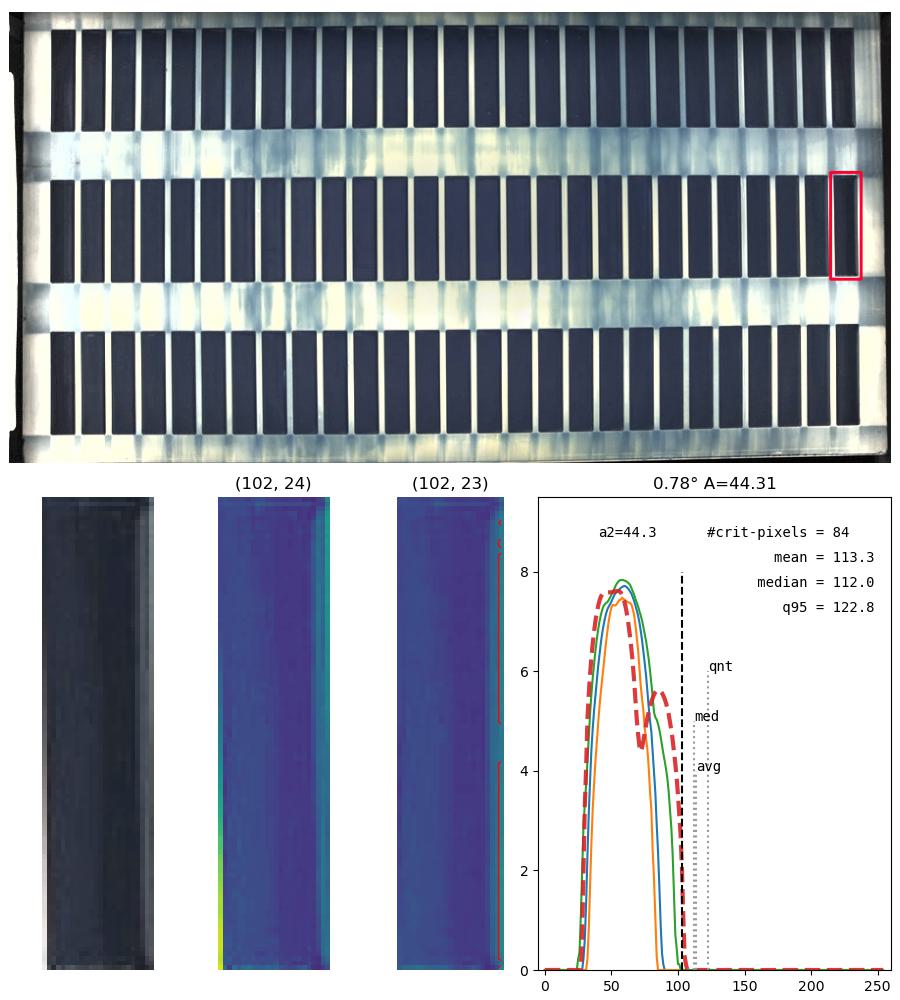 (102, 24)
(102, 23)
0.78° A=44.31
a2=44.3
#crit-pixels = 84
mean = 113.3
median = 112.0
q95 = 122.8
qnt
med
avg
8
6
4
2
0
0 50 100 150 200 250